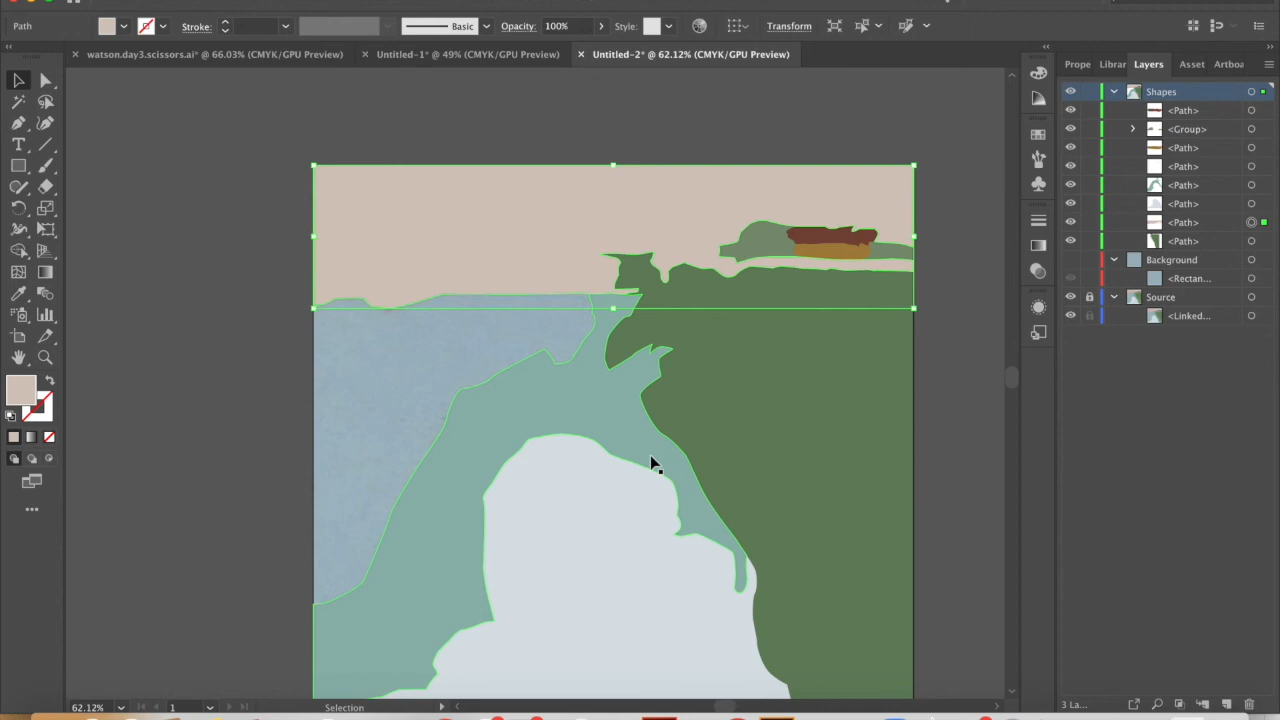 Path Stroke: Basic Opacity: 100% Style: Transform
watson.day3.scissors.ai* @ 66.03% (CMYK/GPU Preview) Untitled-1* @ 49% (CMYK/GPU Preview) Untitled-2* @ 62.12% (CMYK/GPU Preview)
Prope Librar Layers Asset Artboa
Shapes
<Path>
<Group>
<Path>
<Path>
<Path>
<Path>
<Path>
<Path>
Background
<Rectan...
Source
<Linked...
62.12% 1 Selection 3 La...